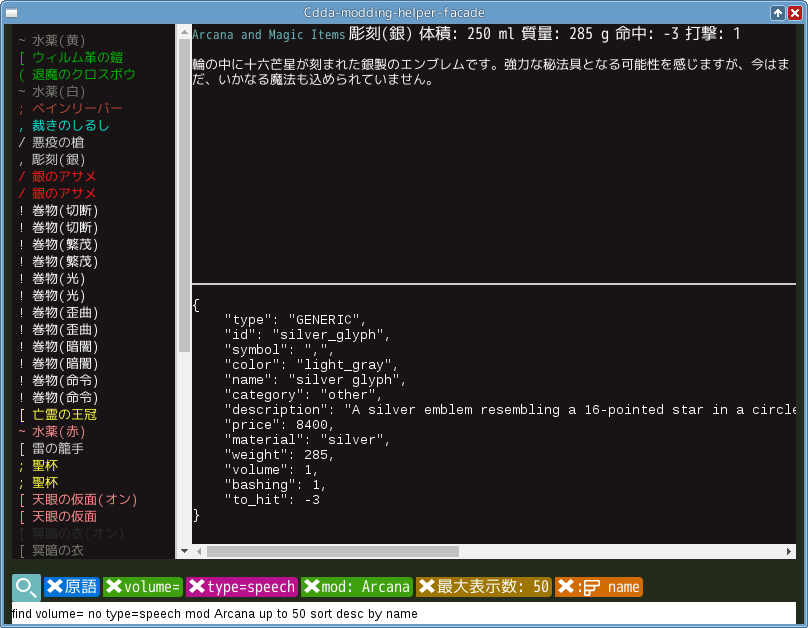 Cdda-modding-helper-facade
~ 水薬(黄)
[ ウィルム革の鎧
( 退魔のクロスボウ
~ 水薬(白)
; ベインリーバー
, 裁きのしるし
/ 悪疫の槍
, 彫刻(銀)
/ 銀のアサメ
/ 銀のアサメ
! 巻物(切断)
! 巻物(切断)
! 巻物(繁茂)
! 巻物(繁茂)
! 巻物(光)
! 巻物(光)
! 巻物(歪曲)
! 巻物(歪曲)
! 巻物(暗闇)
! 巻物(暗闇)
! 巻物(命令)
! 巻物(命令)
[ 亡霊の王冠
~ 水薬(赤)
[ 雷の籠手
; 聖杯
; 聖杯
[ 天眼の仮面(オン)
[ 天眼の仮面
[ 冥暗の衣(オン)
[ 冥暗の衣
Arcana and Magic Items 彫刻(銀) 体積: 250 ml 質量: 285 g 命中: -3 打撃: 1
輪の中に十六芒星が刻まれた銀製のエンブレムです。強力な秘法具となる可能性を感じますが、今はま
だ、いかなる魔法も込められていません。
{
"type": "GENERIC",
"id": "silver_glyph",
"symbol": ",",
"color": "light_gray",
"name": "silver glyph",
"category": "other",
"description": "A silver emblem resembling a 16-pointed star in a circle
"price": 8400,
"material": "silver",
"weight": 285,
"volume": 1,
"bashing": 1,
"to_hit": -3
}
原語 volume= type=speech mod: Arcana 最大表示数: 50 : name
find volume= no type=speech mod Arcana up to 50 sort desc by name